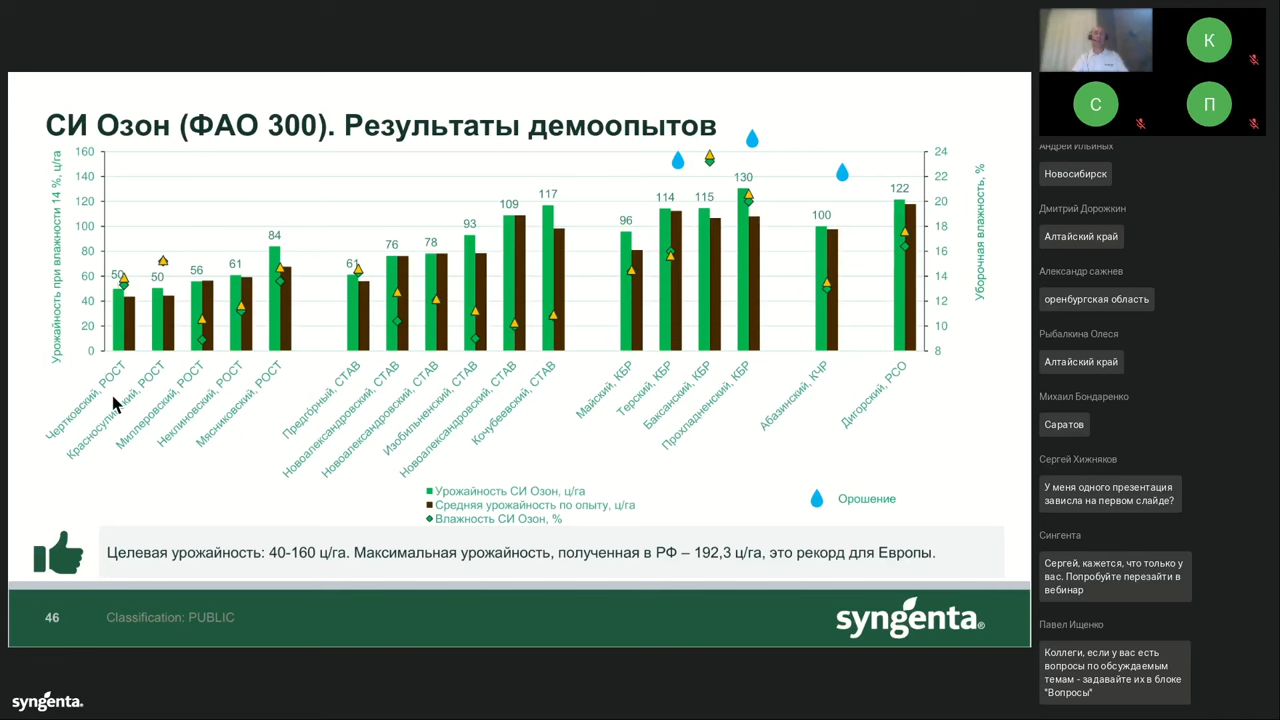 СИ Озон (ФАО 300). Результаты демоопытов
Урожайность при влажности 14 %, ц/га
160
140
120
100
80
60
40
20
0
50
50
56
61
84
61
76
78
93
109
117
96
114
115
130
100
122
24
22
20
18
16
14
12
10
8
Уборочная влажность, %
Чертковский, РОСТ
Красносулинский, РОСТ
Миллеровский, РОСТ
Неклиновский, РОСТ
Мясниковский, РОСТ
Предгорный, СТАВ
Новоалександровский, СТАВ
Новоалександровский, СТАВ
Изобильненский, СТАВ
Новоалександровский, СТАВ
Кочубеевский, СТАВ
Майский, КБР
Терский, КБР
Баксанский, КБР
Прохладненский, КБР
Абазинский, КЧР
Дигорский, РСО
Урожайность СИ Озон, ц/га
Средняя урожайность по опыту, ц/га
Влажность СИ Озон, %
Орошение
Целевая урожайность: 40-160 ц/га. Максимальная урожайность, полученная в РФ – 192,3 ц/га, это рекорд для Европы.
46
Classification: PUBLIC
syngenta®
syngenta.
К
С
П
Андрей Ильиных
Новосибирск
Дмитрий Дорожкин
Алтайский край
Александр сажнев
оренбургская область
Рыбалкина Олеся
Алтайский край
Михаил Бондаренко
Саратов
Сергей Хижняков
У меня одного презентация
зависла на первом слайде?
Сингента
Сергей, кажется, что только у
вас. Попробуйте перезайти в
вебинар
Павел Ищенко
Коллеги, если у вас есть
вопросы по обсуждаемым
темам - задавайте их в блоке
"Вопросы"